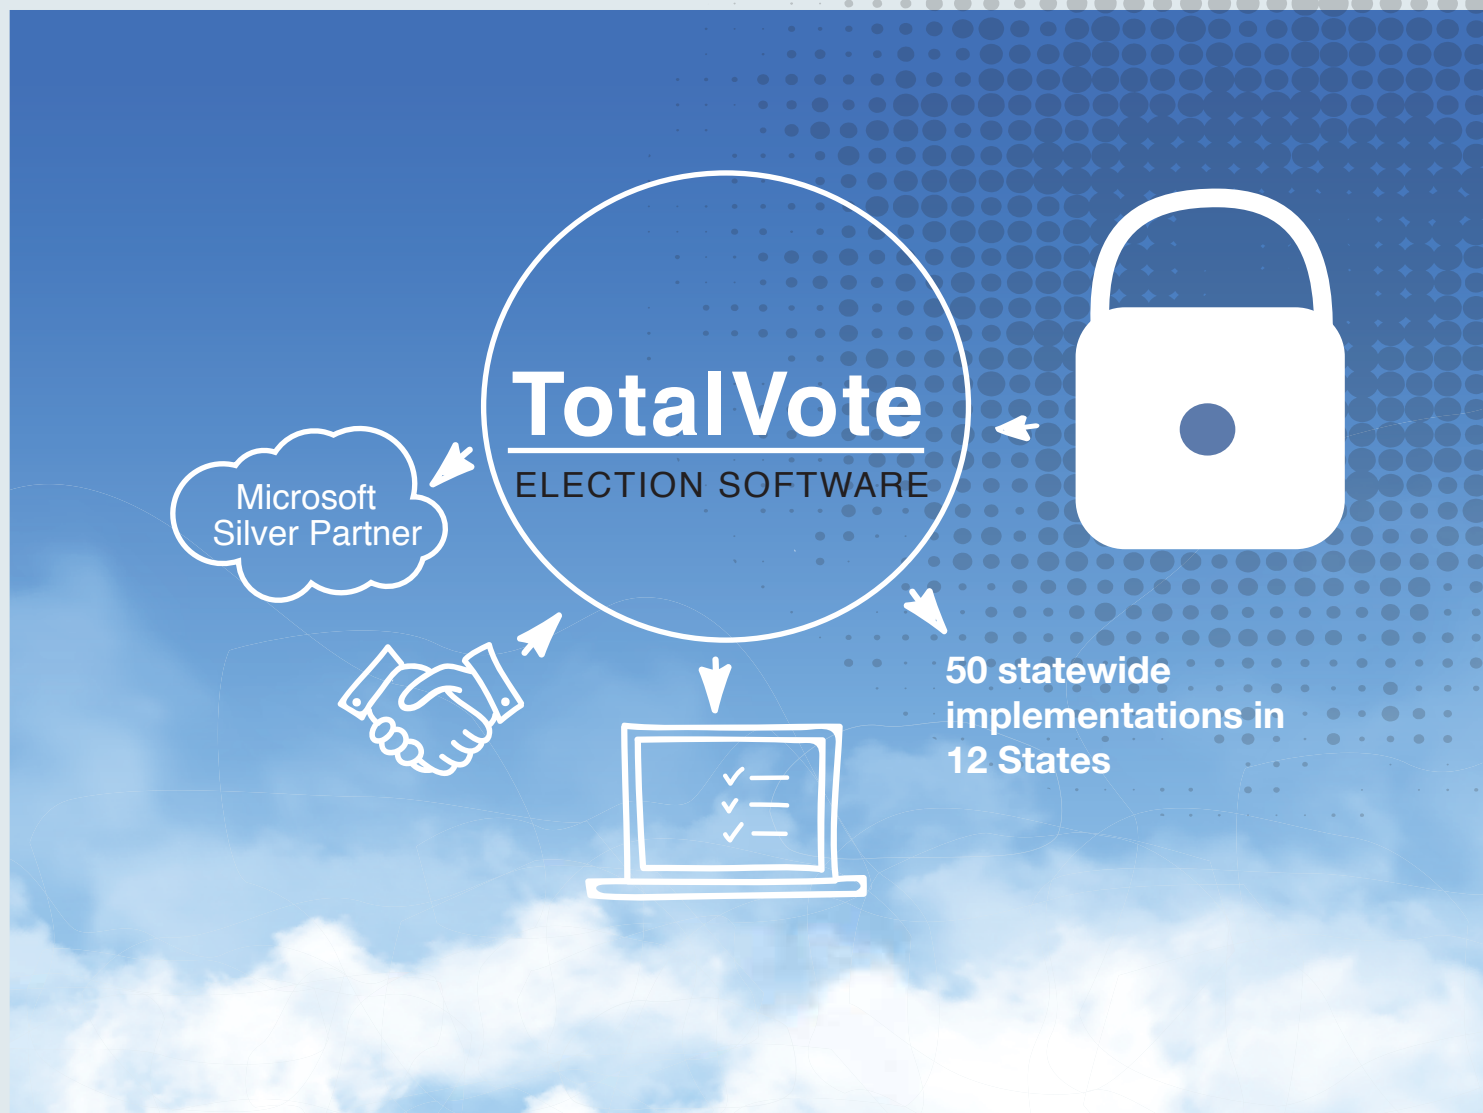 TotalVote
ELECTION SOFTWARE
Microsoft
Silver Partner
50 statewide
implementations in
12 States